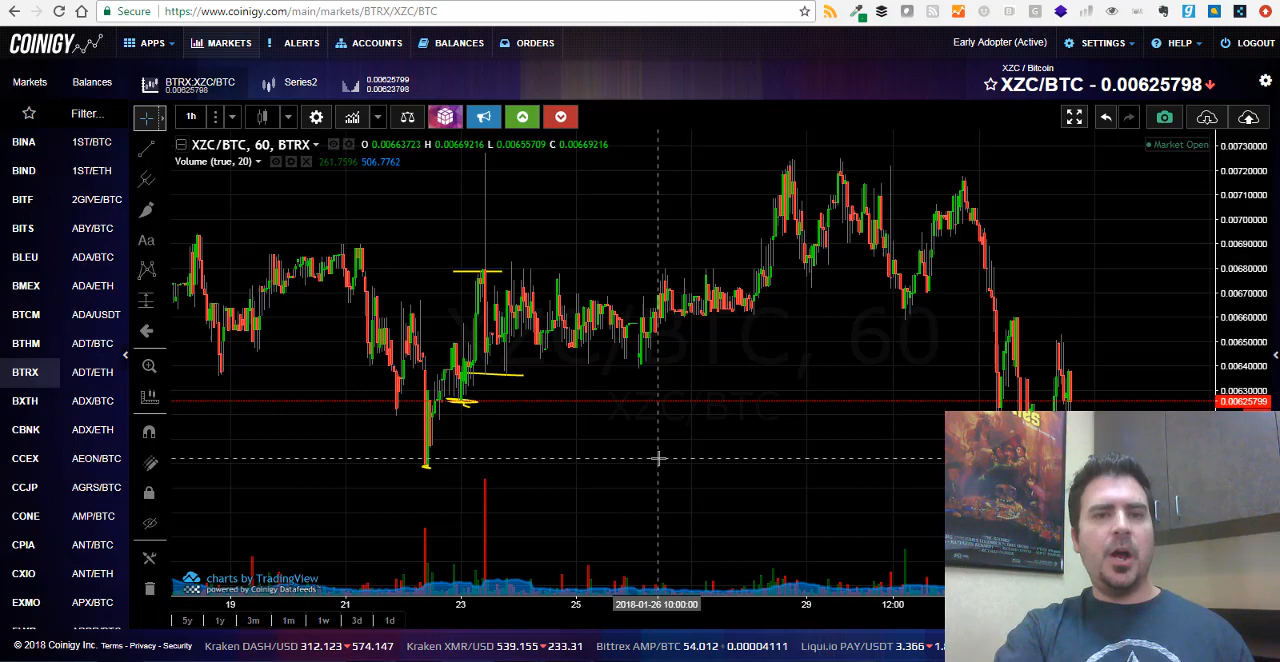 Secure https://www.coinigy.com/main/markets/BTRX/XZC/BTC
COINIGY
APPS MARKETS ALERTS ACCOUNTS BALANCES ORDERS
Early Adopter (Active) SETTINGS HELP LOGOUT
Markets Balances
BTRX:XZC/BTC
0.00625798
Series2
0.00625799
0.00623798
XZC / Bitcoin
XZC/BTC - 0.00625798
Filter...
1h
BINA 1ST/BTC
BIND 1ST/ETH
BITF 2GIVE/BTC
BITS ABY/BTC
BLEU ADA/BTC
BMEX ADA/ETH
BTCM ADA/USDT
BTHM ADT/BTC
BTRX ADT/ETH
BXTH ADX/BTC
CBNK ADX/ETH
CCEX AEON/BTC
CCJP AGRS/BTC
CONE AMP/BTC
CPIA ANT/BTC
CXIO ANT/ETH
EXMO APX/BTC
Aa
XZC/BTC, 60, BTRX O 0.00663723 H 0.00669216 L 0.00655709 C 0.00669216
Volume (true, 20) 261.7596 506.7762
Market Open
XZC/BTC, 60
XZC/BTC
0.00730000
0.00720000
0.00710000
0.00700000
0.00690000
0.00680000
0.00670000
0.00660000
0.00650000
0.00640000
0.00630000
0.00625799
charts by TradingView
powered by Coinigy Datafeeds
19 21 23 25 2018-01-26 10:00:00 29 12:00
5y 1y 3m 1m 1w 3d 1d
© 2018 Coinigy Inc. Terms - Privacy - Security Kraken DASH/USD 312.123 574.147 Kraken XMR/USD 539.155 233.31 Bittrex AMP/BTC 54.012 0.00004111 Liqui.io PAY/USDT 3.366